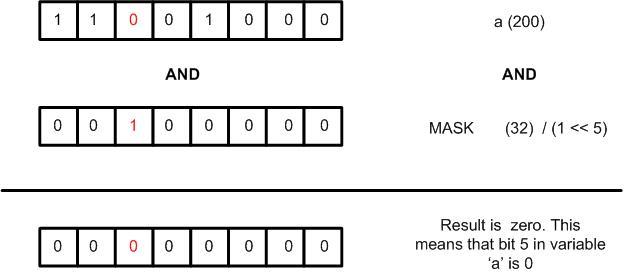 1 1 0 0 1 0 0 0 a (200)
AND AND
0 0 1 0 0 0 0 0 MASK (32) / (1 << 5)
0 0 0 0 0 0 0 0
Result is zero. This
means that bit 5 in variable
‘a’ is 0